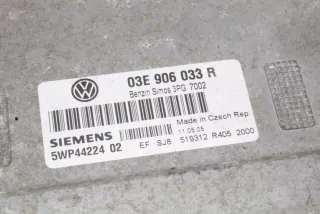 03E 906 033 R
Benzin Simos 3PG 7002
Made in Czech Rep.
SIEMENS 11.05.05
5WP44224 02 EF SJ8 519312 R405 2000